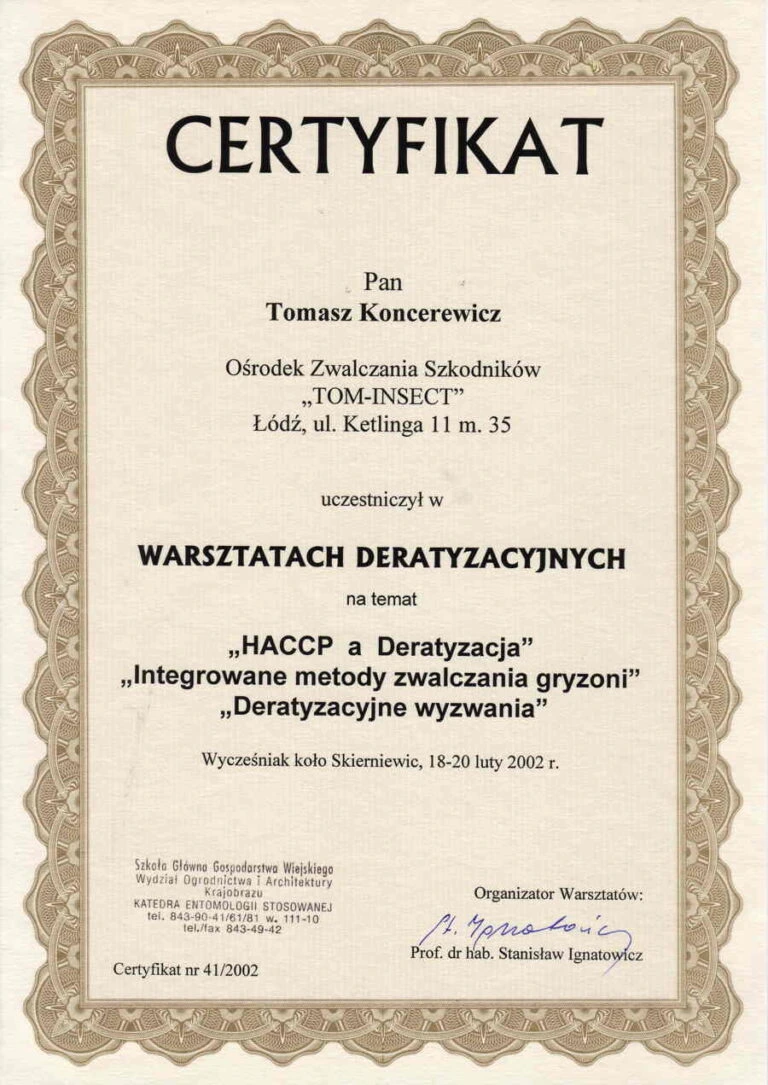 CERTYFIKAT
Pan
Tomasz Koncerewicz
Ośrodek Zwalczania Szkodników
„TOM-INSECT”
Łódź, ul. Ketlinga 11 m. 35
uczestniczył w
WARSZTATACH DERATYZACYJNYCH
na temat
„HACCP a Deratyzacja”
„Integrowane metody zwalczania gryzoni”
„Deratyzacyjne wyzwania”
Wycześniak koło Skierniewic, 18-20 luty 2002 r.
Szkoła Główna Gospodarstwa Wiejskiego
Wydział Ogrodnictwa i Architektury
Krajobrazu
KATEDRA ENTOMOLOGII STOSOWANEJ
tel. 843-90-41/61/81 w. 111-10
tel./fax 843-49-42
Organizator Warsztatów:
St. Ignatowicz
Prof. dr hab. Stanisław Ignatowicz
Certyfikat nr 41/2002